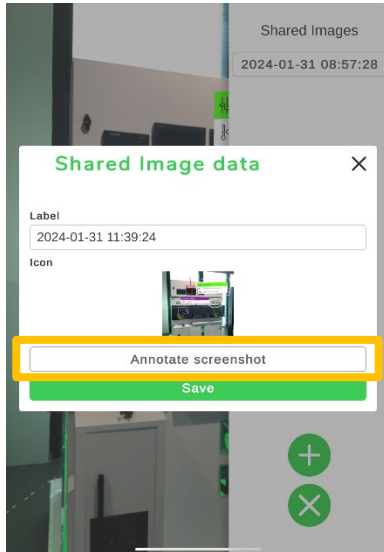 Shared Images
2024-01-31 08:57:28
Shared Image data
Label
2024-01-31 11:39:24
Icon
Annotate screenshot
Save